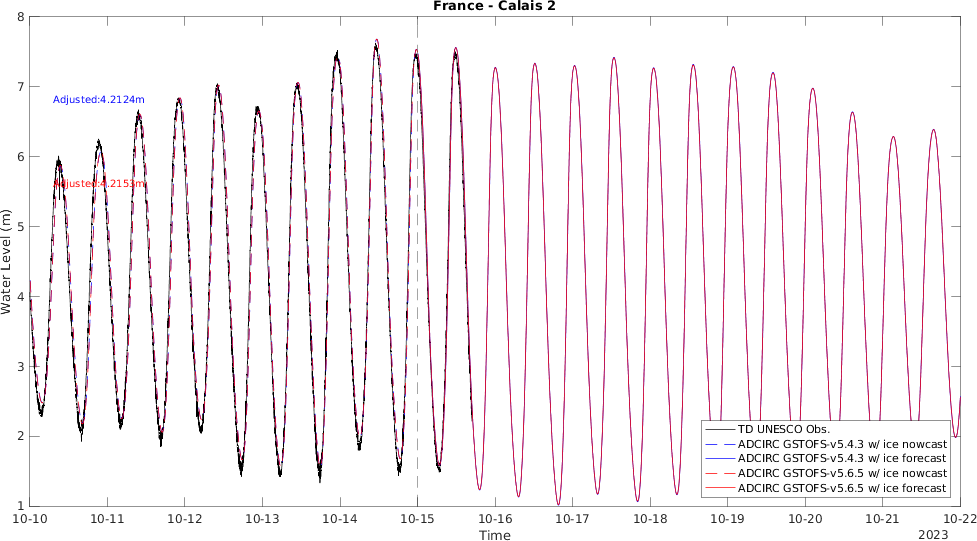 France - Calais 2
8
7
6
5
4
3
2
1
Water Level (m)
Adjusted:4.2124m
Adjusted:4.2153m
TD UNESCO Obs.
ADCIRC GSTOFS-v5.4.3 w/ ice nowcast
ADCIRC GSTOFS-v5.4.3 w/ ice forecast
ADCIRC GSTOFS-v5.6.5 w/ ice nowcast
ADCIRC GSTOFS-v5.6.5 w/ ice forecast
10-10 10-11 10-12 10-13 10-14 10-15 10-16 10-17 10-18 10-19 10-20 10-21 10-22
Time
2023